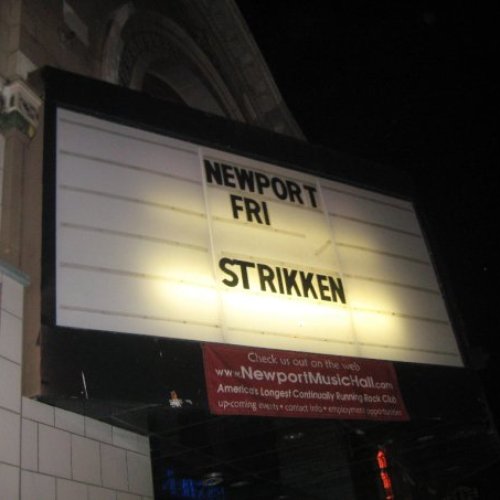 NEWPORT
FRI
STRIKKEN
Check us out on the web
www.NewportMusicHall.com
America's Longest Continually Running Rock Club
upcoming events • contact info • employment opportunities